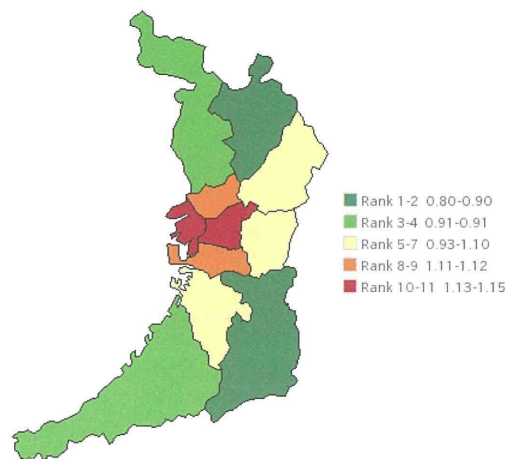 Rank 1-2 0.80-0.90
Rank 3-4 0.91-0.91
Rank 5-7 0.93-1.10
Rank 8-9 1.11-1.12
Rank 10-11 1.13-1.15